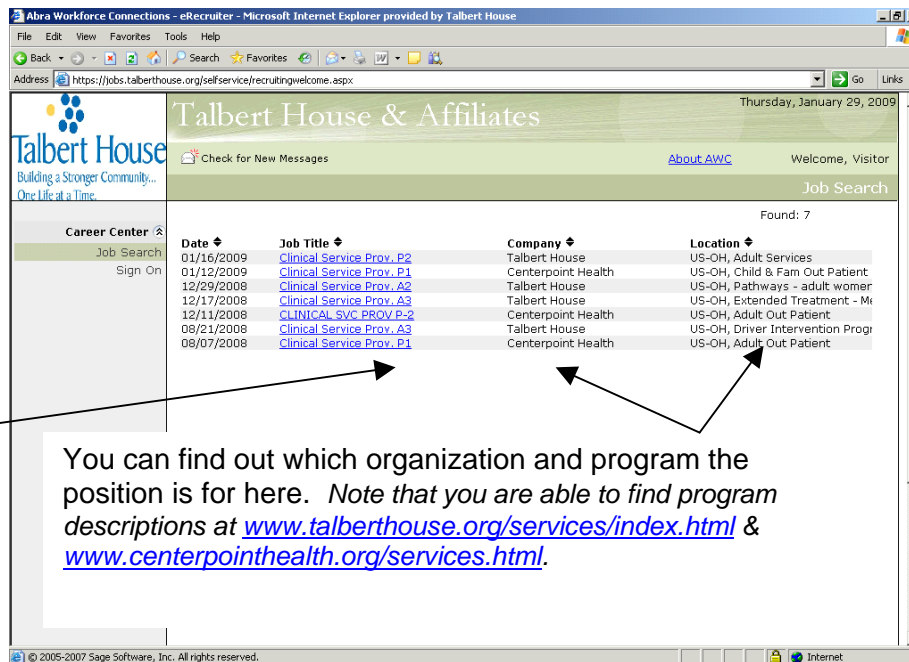 Abra Workforce Connections - eRecruiter - Microsoft Internet Explorer provided by Talbert House
File Edit View Favorites Tools Help
Back Search Favorites
Address https://jobs.talberthouse.org/selfservice/recruitingwelcome.aspx Go Links
Talbert House
Building a Stronger Community...
One Life at a Time.
Talbert House & Affiliates
Thursday, January 29, 2009
Check for New Messages About AWC Welcome, Visitor
Job Search
Found: 7
Career Center
Job Search
Sign On
Date Job Title Company Location
01/16/2009 Clinical Service Prov. P2 Talbert House US-OH, Adult Services
01/12/2009 Clinical Service Prov. P1 Centerpoint Health US-OH, Child & Fam Out Patient
12/29/2008 Clinical Service Prov. A2 Talbert House US-OH, Pathways - adult women
12/17/2008 Clinical Service Prov. A3 Talbert House US-OH, Extended Treatment - Me
12/11/2008 CLINICAL SVC PROV P-2 Centerpoint Health US-OH, Adult Out Patient
08/21/2008 Clinical Service Prov. A3 Talbert House US-OH, Driver Intervention Progr
08/07/2008 Clinical Service Prov. P1 Centerpoint Health US-OH, Adult Out Patient
You can find out which organization and program the
position is for here. Note that you are able to find program
descriptions at www.talberthouse.org/services/index.html &
www.centerpointhealth.org/services.html.
© 2005-2007 Sage Software, Inc. All rights reserved. Internet